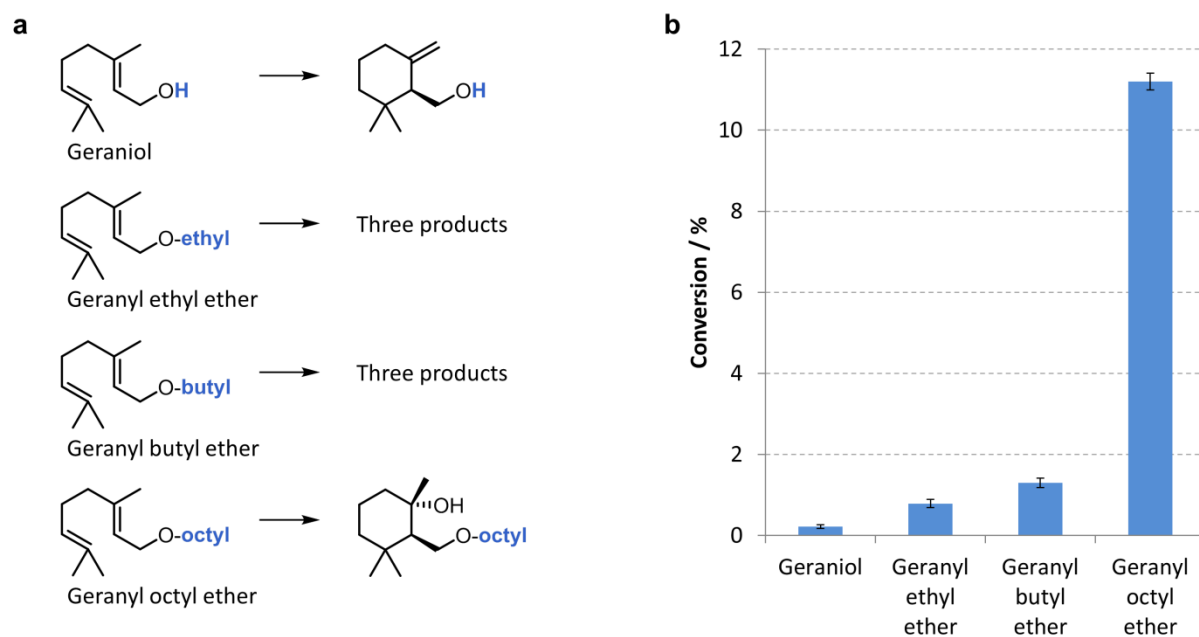 a
OH
OH
Geraniol
O-ethyl
Three products
Geranyl ethyl ether
O-butyl
Three products
Geranyl butyl ether
OH
O-octyl
O-octyl
Geranyl octyl ether
b
Conversion / %
12
10
8
6
4
2
0
Geraniol
Geranyl
ethyl
ether
Geranyl
butyl
ether
Geranyl
octyl
ether